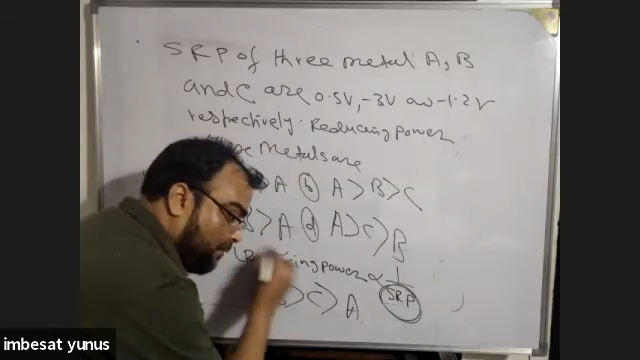 SRP of three metal A, B
and C are 0.5V, -3V and -1.2V
respectively. Reducing power
metals are
> A (b) A > B > C
B > A (d) A > C > B
power ∝ 1/SRP
> C > A
imbesat yunus